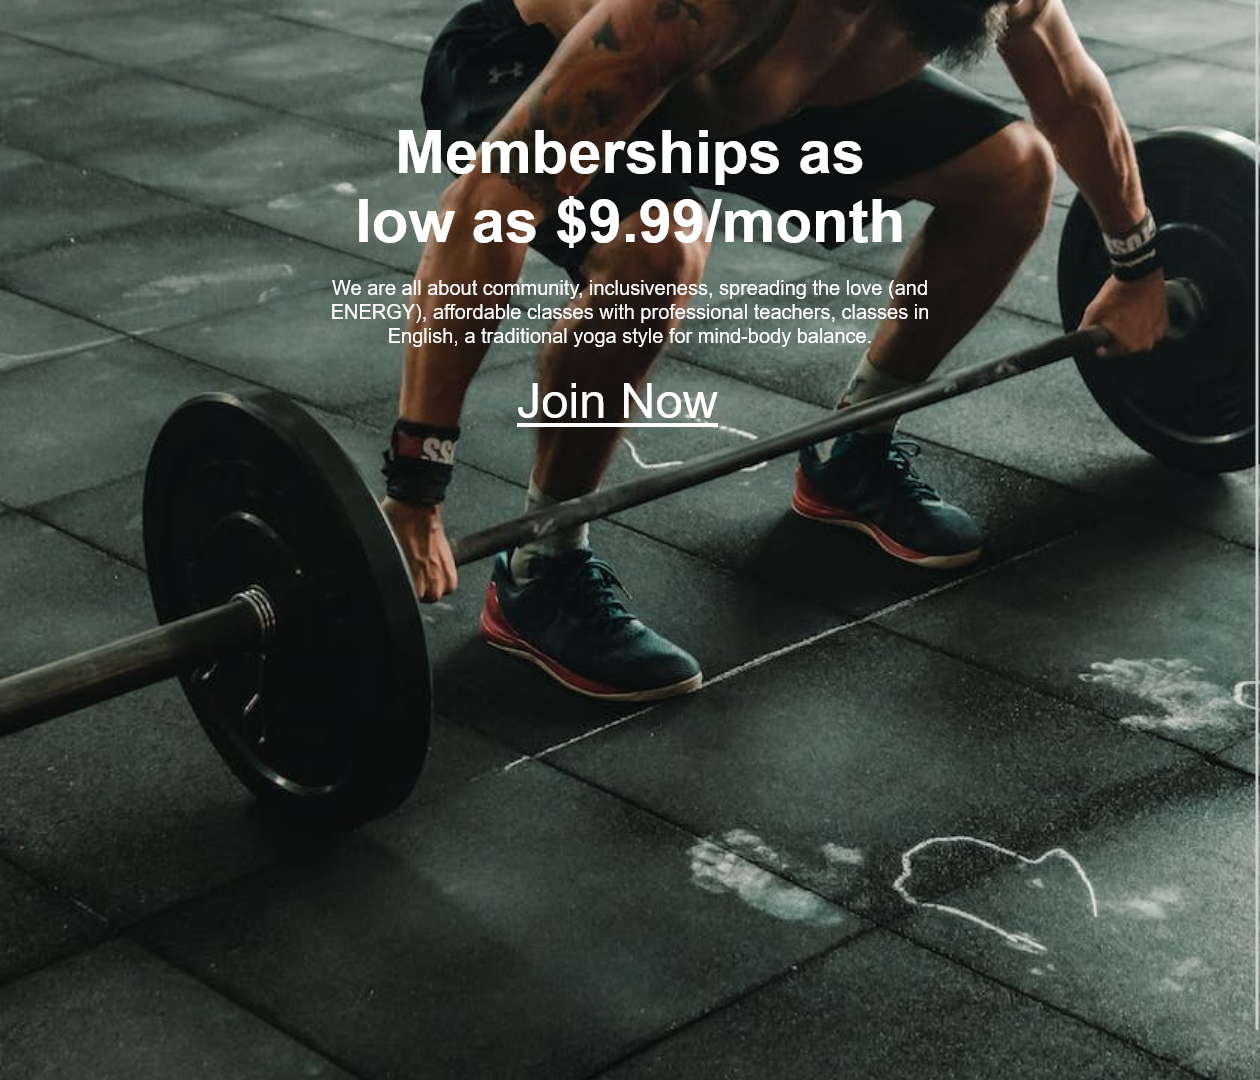 Memberships as
low as $9.99/month
We are all about community, inclusiveness, spreading the love (and
ENERGY), affordable classes with professional teachers, classes in
English, a traditional yoga style for mind-body balance.
Join Now